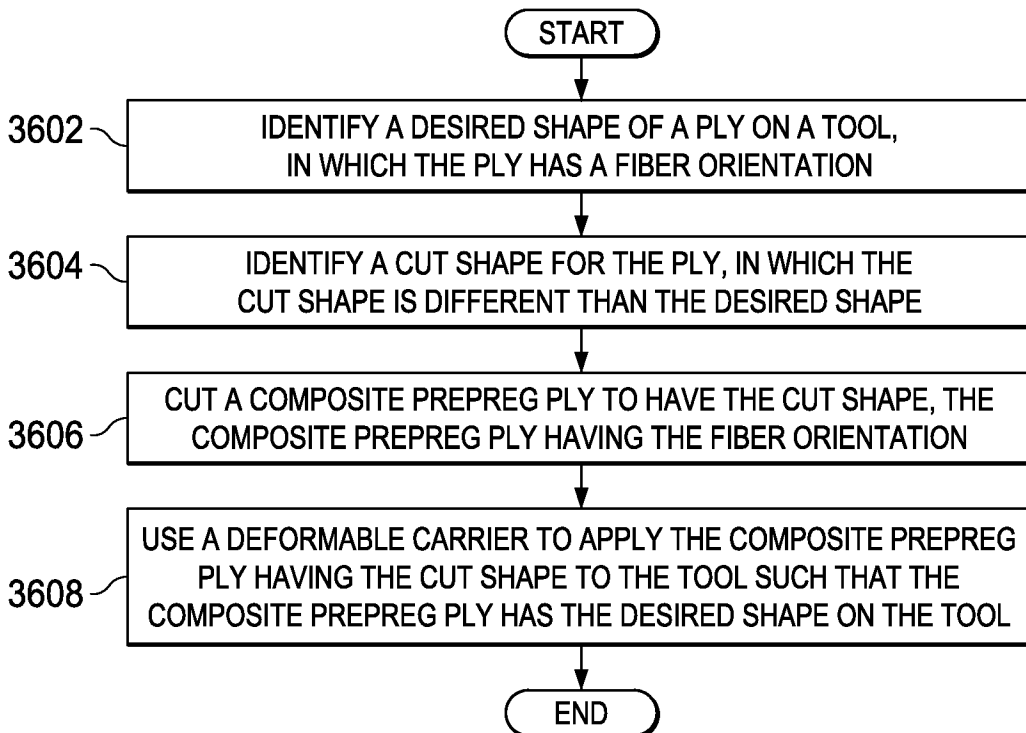 START
3602
IDENTIFY A DESIRED SHAPE OF A PLY ON A TOOL,
IN WHICH THE PLY HAS A FIBER ORIENTATION
3604
IDENTIFY A CUT SHAPE FOR THE PLY, IN WHICH THE
CUT SHAPE IS DIFFERENT THAN THE DESIRED SHAPE
3606
CUT A COMPOSITE PREPREG PLY TO HAVE THE CUT SHAPE, THE
COMPOSITE PREPREG PLY HAVING THE FIBER ORIENTATION
3608
USE A DEFORMABLE CARRIER TO APPLY THE COMPOSITE PREPREG
PLY HAVING THE CUT SHAPE TO THE TOOL SUCH THAT THE
COMPOSITE PREPREG PLY HAS THE DESIRED SHAPE ON THE TOOL
END